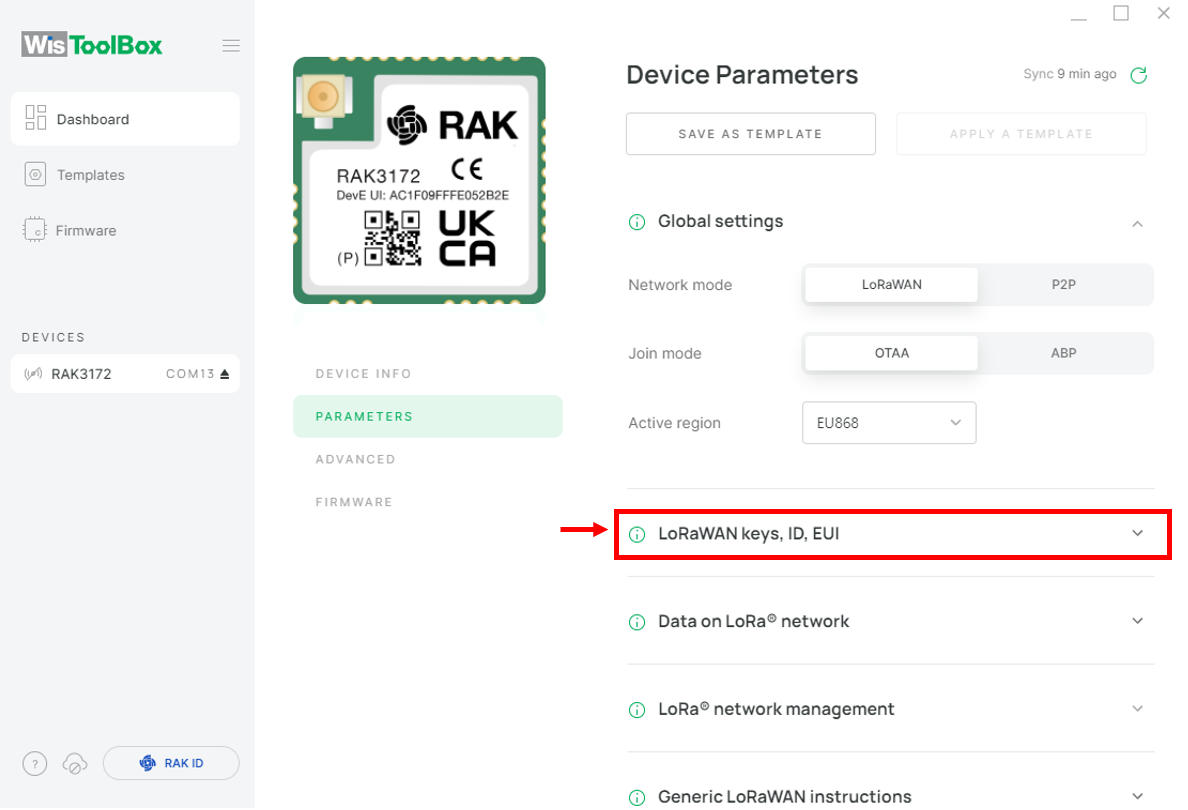 WisToolBox
Dashboard
Templates
Firmware
DEVICES
RAK3172 COM13
?
RAK ID
RAK
RAK3172
DevE UI: AC1F09FFFE052B2E
(P)
UK
CA
DEVICE INFO
PARAMETERS
ADVANCED
FIRMWARE
Device Parameters
Sync 9 min ago
SAVE AS TEMPLATE
APPLY A TEMPLATE
Global settings
Network mode LoRaWAN P2P
Join mode OTAA ABP
Active region EU868
LoRaWAN keys, ID, EUI
Data on LoRa® network
LoRa® network management
Generic LoRaWAN instructions